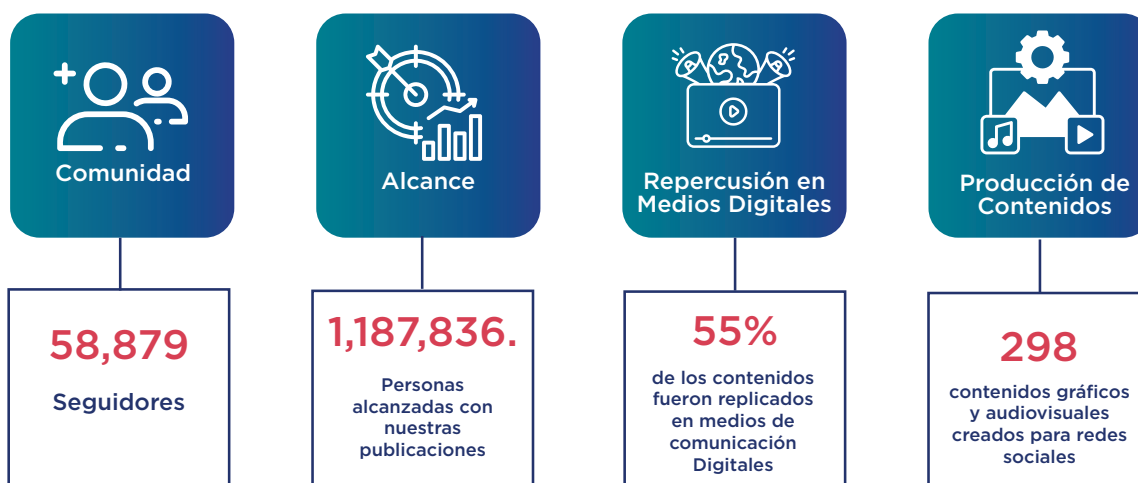 Comunidad
58,879
Seguidores
Alcance
1,187,836.
Personas
alcanzadas con
nuestras
publicaciones
Repercusión en
Medios Digitales
55%
de los contenidos
fueron replicados
en medios de
comunicación
Digitales
Producción de
Contenidos
298
contenidos gráficos
y audiovisuales
creados para redes
sociales